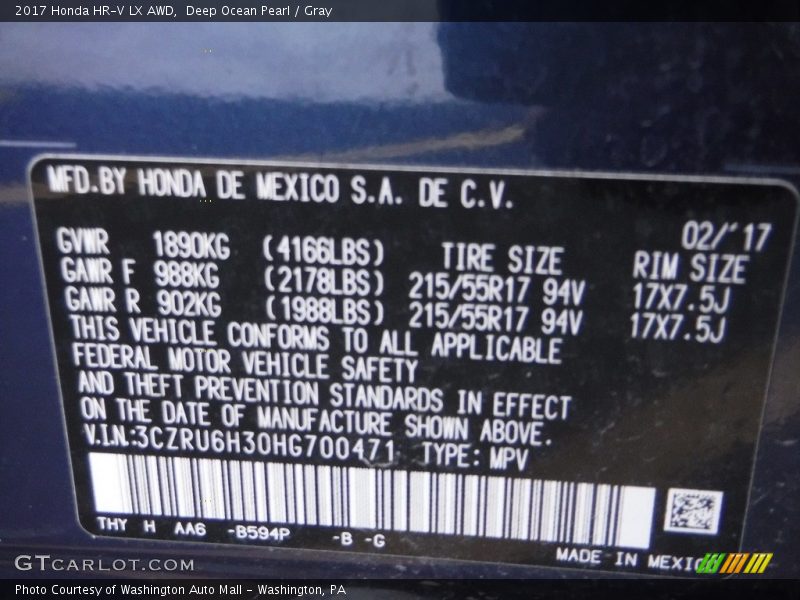 2017 Honda HR-V LX AWD, Deep Ocean Pearl / Gray
MFD.BY HONDA DE MEXICO S.A. DE C.V.
02/'17
GVWR 1890KG (4166LBS) TIRE SIZE RIM SIZE
GAWR F 988KG (2178LBS) 215/55R17 94V 17X7.5J
GAWR R 902KG (1988LBS) 215/55R17 94V 17X7.5J
THIS VEHICLE CONFORMS TO ALL APPLICABLE
FEDERAL MOTOR VEHICLE SAFETY
AND THEFT PREVENTION STANDARDS IN EFFECT
ON THE DATE OF MANUFACTURE SHOWN ABOVE.
V.I.N:3CZRU6H30HG700471 TYPE: MPV
THY H AA6 -B594P -B -G
MADE IN MEXICO
GTCARLOT.COM
Photo Courtesy of Washington Auto Mall - Washington, PA